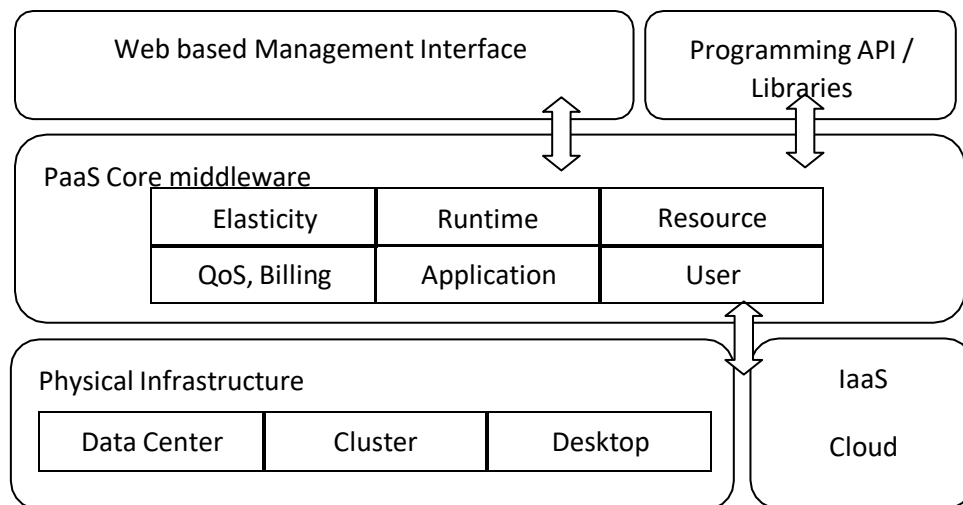 Web based Management Interface
Programming API /
Libraries
PaaS Core middleware
Elasticity
Runtime
Resource
QoS, Billing
Application
User
Physical Infrastructure
Data Center
Cluster
Desktop
IaaS
Cloud